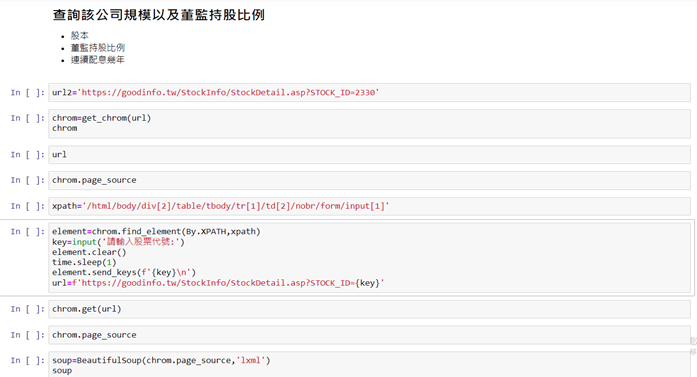 查詢該公司規模以及董監持股比例
• 股本
• 董監持股比例
• 連續配息幾年
In [ ]: url2='https://goodinfo.tw/StockInfo/StockDetail.asp?STOCK_ID=2330'
In [ ]: chrom=get_chrom(url)
chrom
In [ ]: url
In [ ]: chrom.page_source
In [ ]: xpath='/html/body/div[2]/table/tbody/tr[1]/td[2]/nobr/form/input[1]'
In [ ]: element=chrom.find_element(By.XPATH,xpath)
key=input('請輸入股票代號:')
element.clear()
time.sleep(1)
element.send_keys(f'{key}\n')
url=f'https://goodinfo.tw/StockInfo/StockDetail.asp?STOCK_ID={key}'
In [ ]: chrom.get(url)
In [ ]: chrom.page_source
In [ ]: soup=BeautifulSoup(chrom.page_source,'lxml')
soup